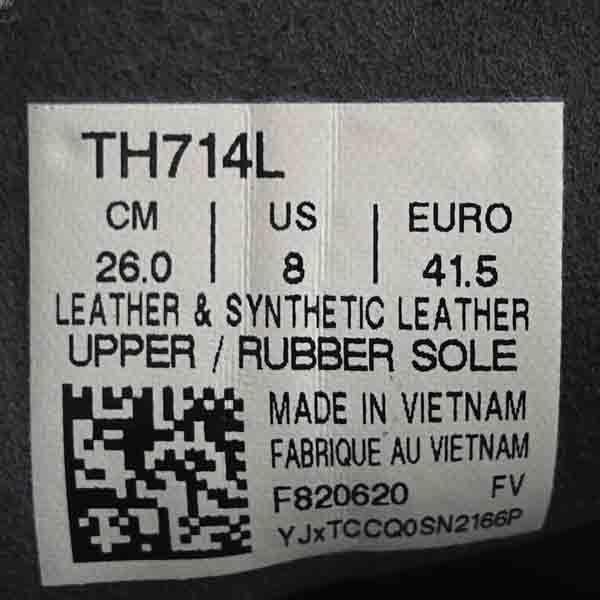 TH714L
CM | US | EURO
26.0 | 8 | 41.5
LEATHER & SYNTHETIC LEATHER
UPPER / RUBBER SOLE
MADE IN VIETNAM
FABRIQUE AU VIETNAM
F820620 FV
YJxTCCQ0SN2166P